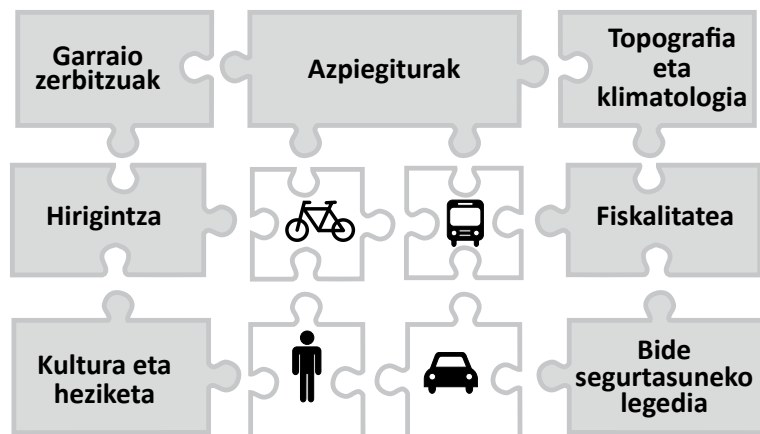 Garraio
zerbitzuak
Azpiegiturak
Topografia
eta
klimatologia
Hirigintza
Fiskalitatea
Kultura eta
heziketa
Bide
segurtasuneko
legedia